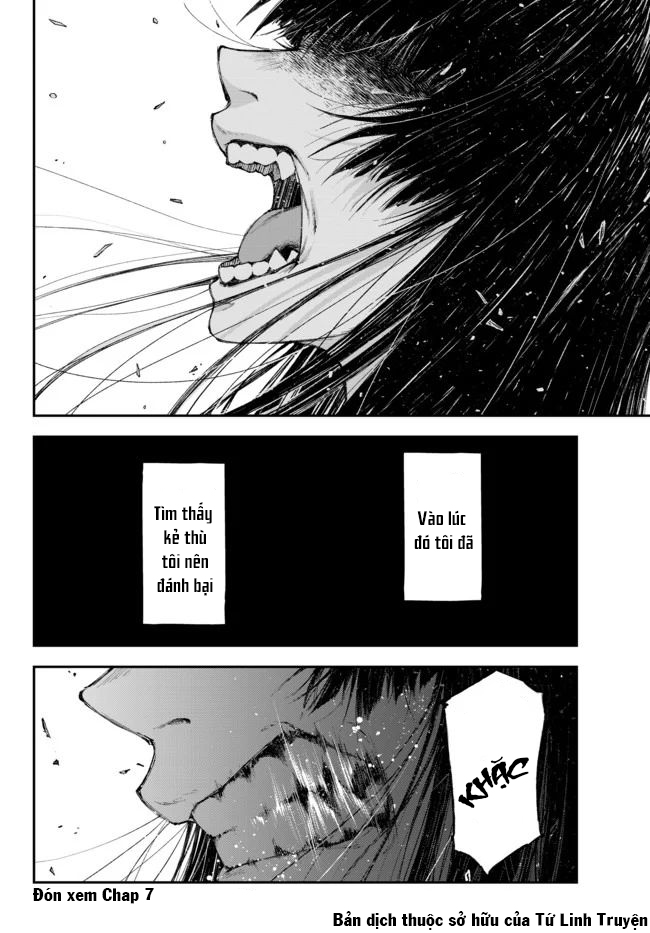 Vào lúc
đó tôi đã
Tìm thấy
kẻ thù
tôi nên
đánh bại
KHẶC
Đón xem Chap 7
Bản dịch thuộc sở hữu của Tứ Linh Truyện